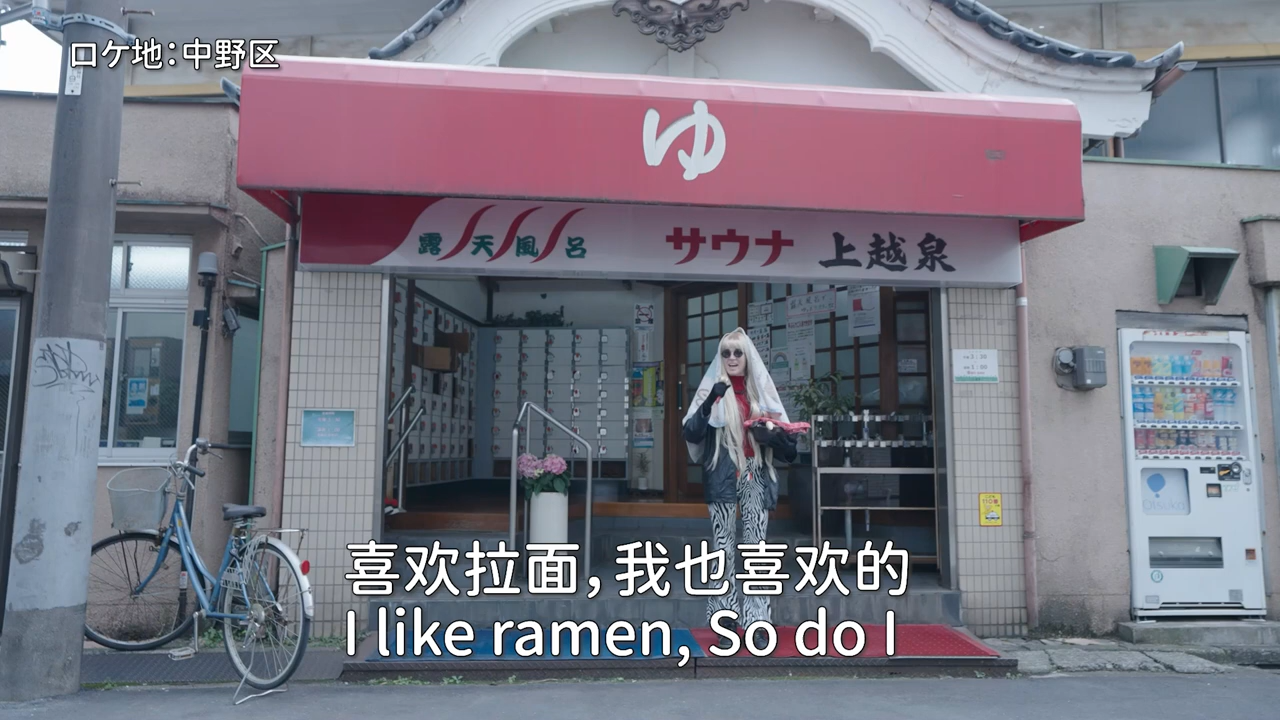 ロケ地：中野区
ゆ
露天風呂
サウナ
上越泉
喜欢拉面，我也喜欢的
I like ramen, So do I